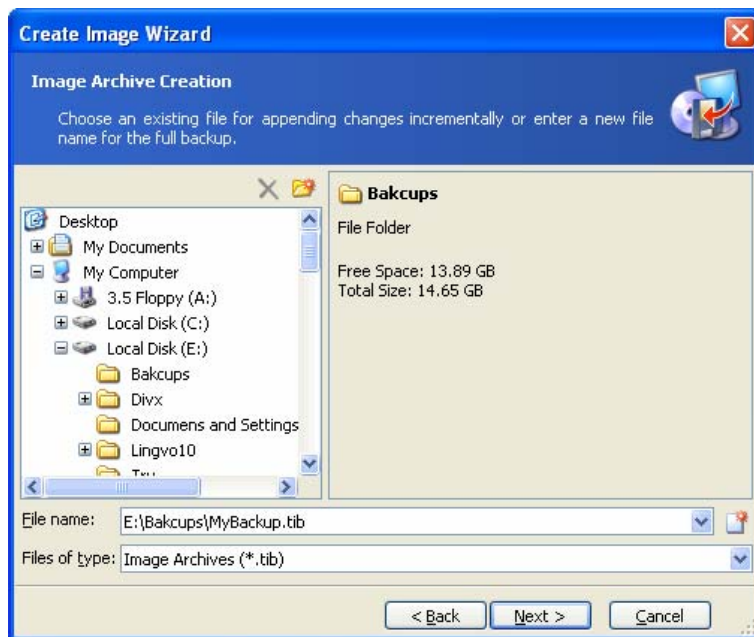 Create Image Wizard
Image Archive Creation
Choose an existing file for appending changes incrementally or enter a new file
name for the full backup.
Desktop
My Documents
My Computer
3.5 Floppy (A:)
Local Disk (C:)
Local Disk (E:)
Bakcups
Divx
Documens and Settings
Lingvo10
Bakcups
File Folder
Free Space: 13.89 GB
Total Size: 14.65 GB
File name: E:\Bakcups\MyBackup.tib
Files of type: Image Archives (*.tib)
< Back Next > Cancel